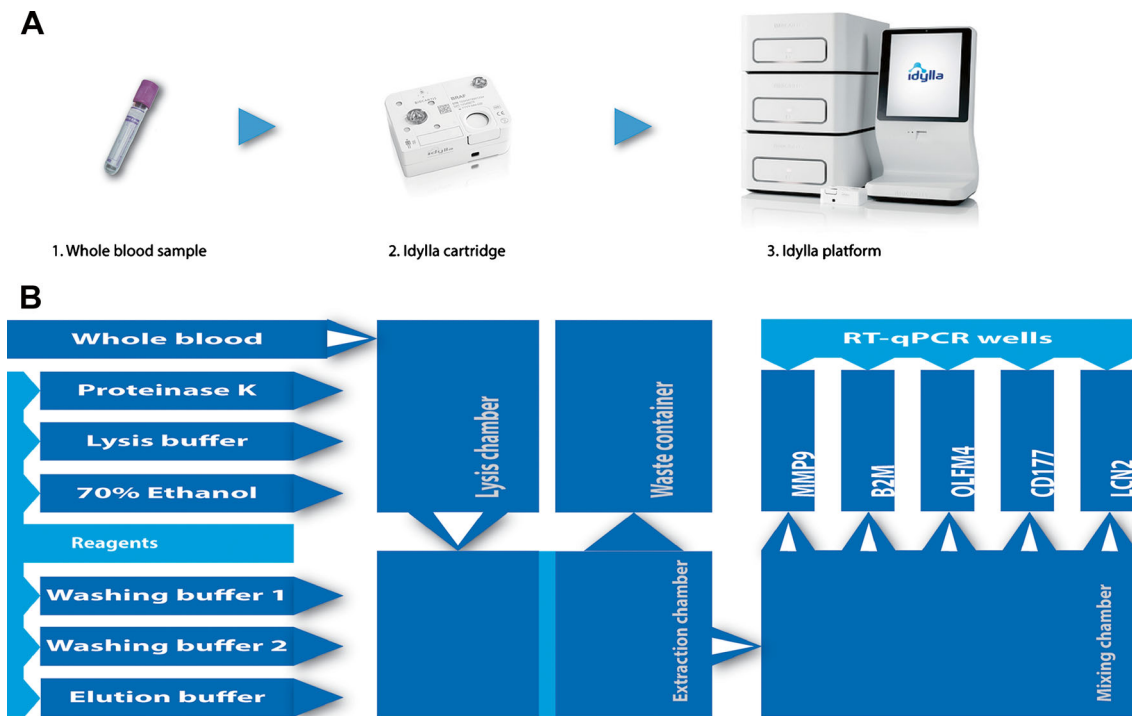 A
BRAF
idylla
idylla
1. Whole blood sample
2. Idylla cartridge
3. Idylla platform
B
Whole blood
Proteinase K
Lysis buffer
70% Ethanol
Reagents
Washing buffer 1
Washing buffer 2
Elution buffer
Lysis chamber
Waste container
Extraction chamber
RT-qPCR wells
MMP9
B2M
OLFM4
CD177
LCN2
Mixing chamber